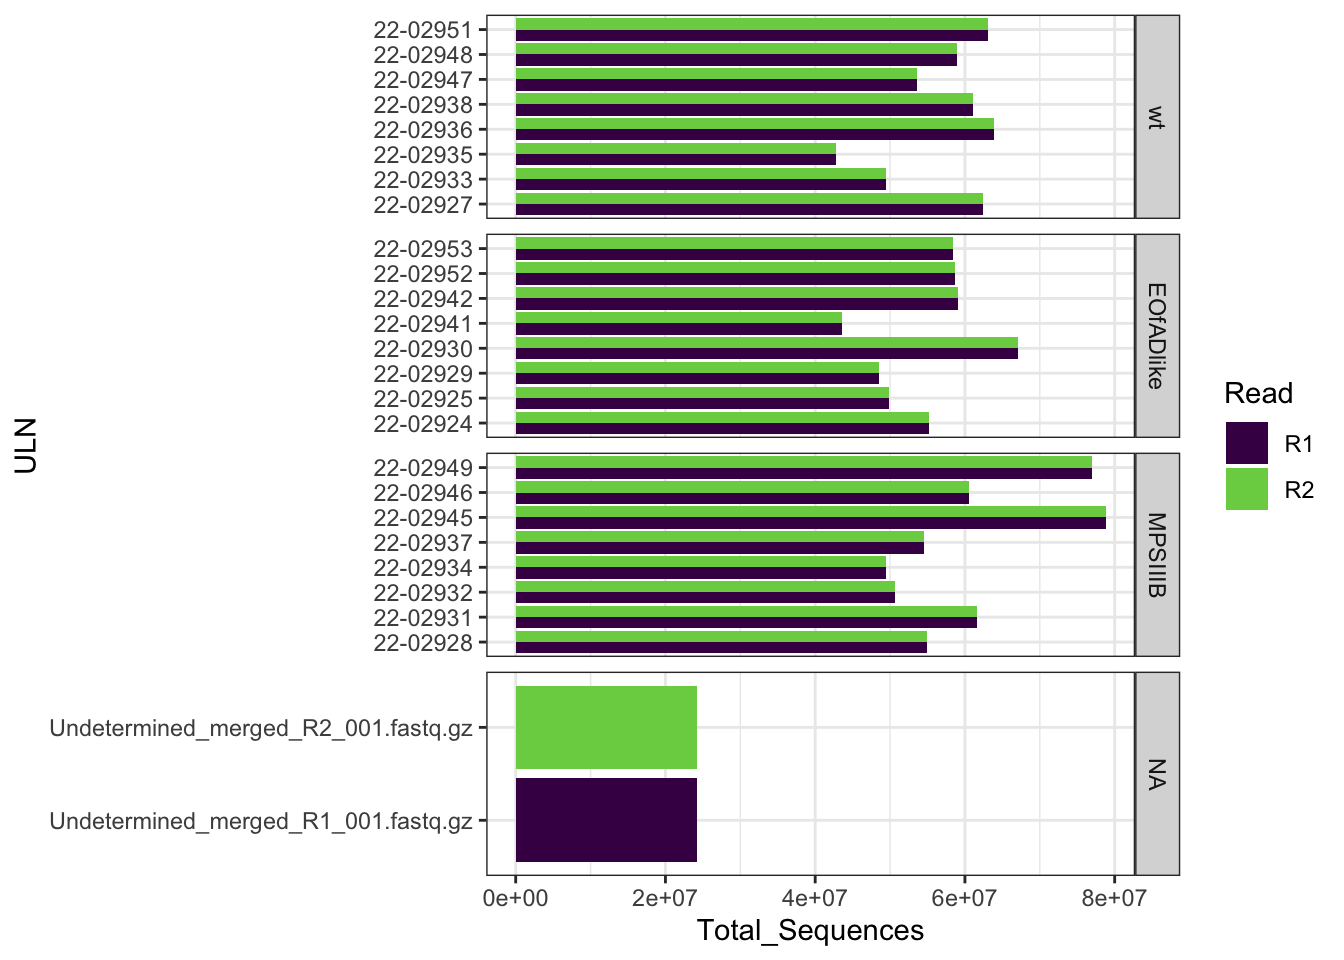 22-02951
22-02948
22-02947
22-02938
22-02936
22-02935
22-02933
22-02927
wt
22-02953
22-02952
22-02942
22-02941
22-02930
22-02929
22-02925
22-02924
EOfADlike
22-02949
22-02946
22-02945
22-02937
22-02934
22-02932
22-02931
22-02928
MPSIIIB
Undetermined_merged_R2_001.fastq.gz
Undetermined_merged_R1_001.fastq.gz
NA
ULN
0e+00 2e+07 4e+07 6e+07 8e+07
Total_Sequences
Read
R1
R2